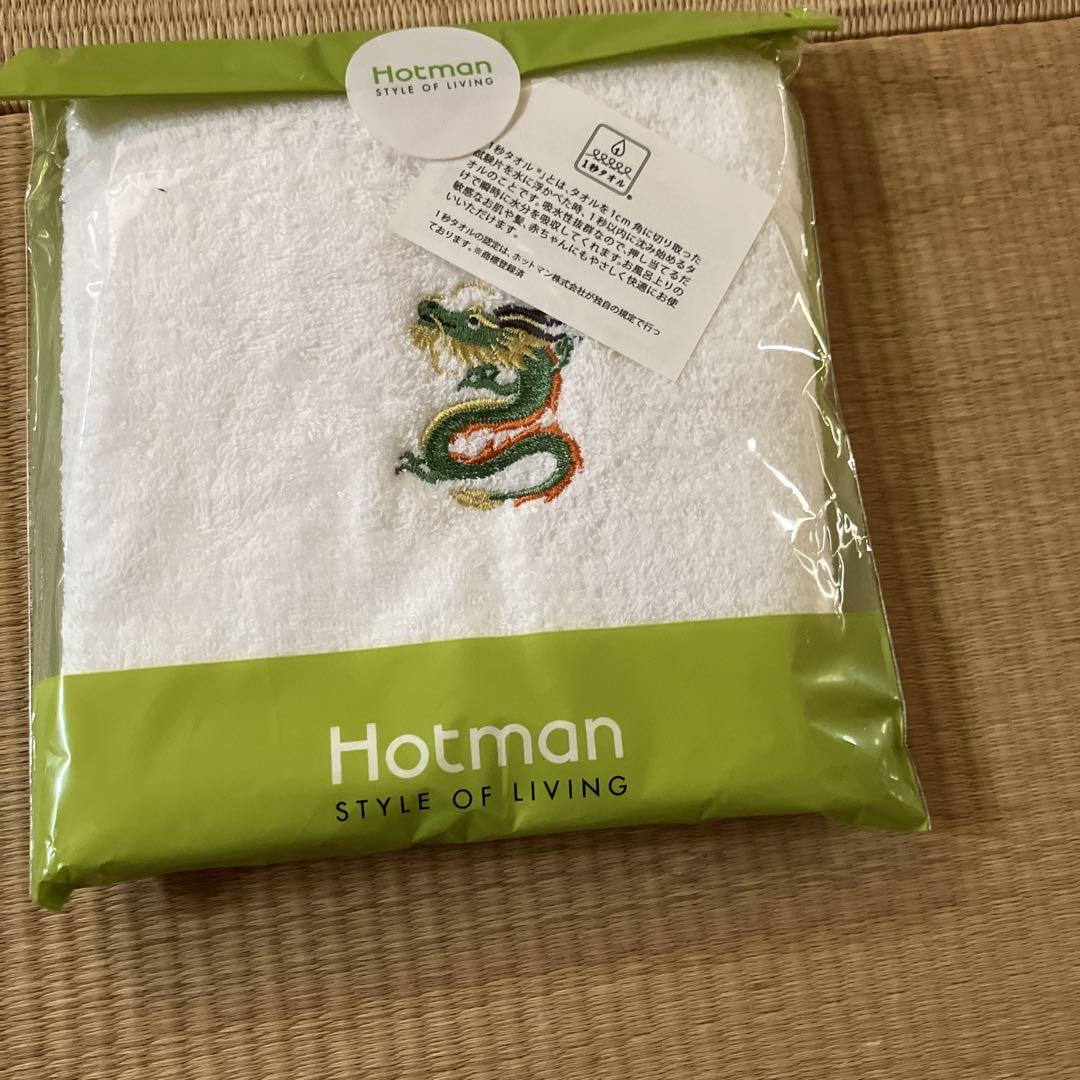 Hotman
STYLE OF LIVING
1秒タオル
®
「1秒タオル®」とは、タオルを1cm角に切り取った
試験片を水に浮かべた時、1秒以内に沈み始めるタ
オルのことです。吸水性抜群なので、押し当てるだ
けで瞬時に水分を吸収してくれます。お風呂上りの
敏感なお肌や髪、赤ちゃんにもやさしく快適にお使
いいただけます。
1秒タオルの認定は、ホットマン株式会社が独自の規定で行っ
ております。※商標登録済
Hotman
STYLE OF LIVING